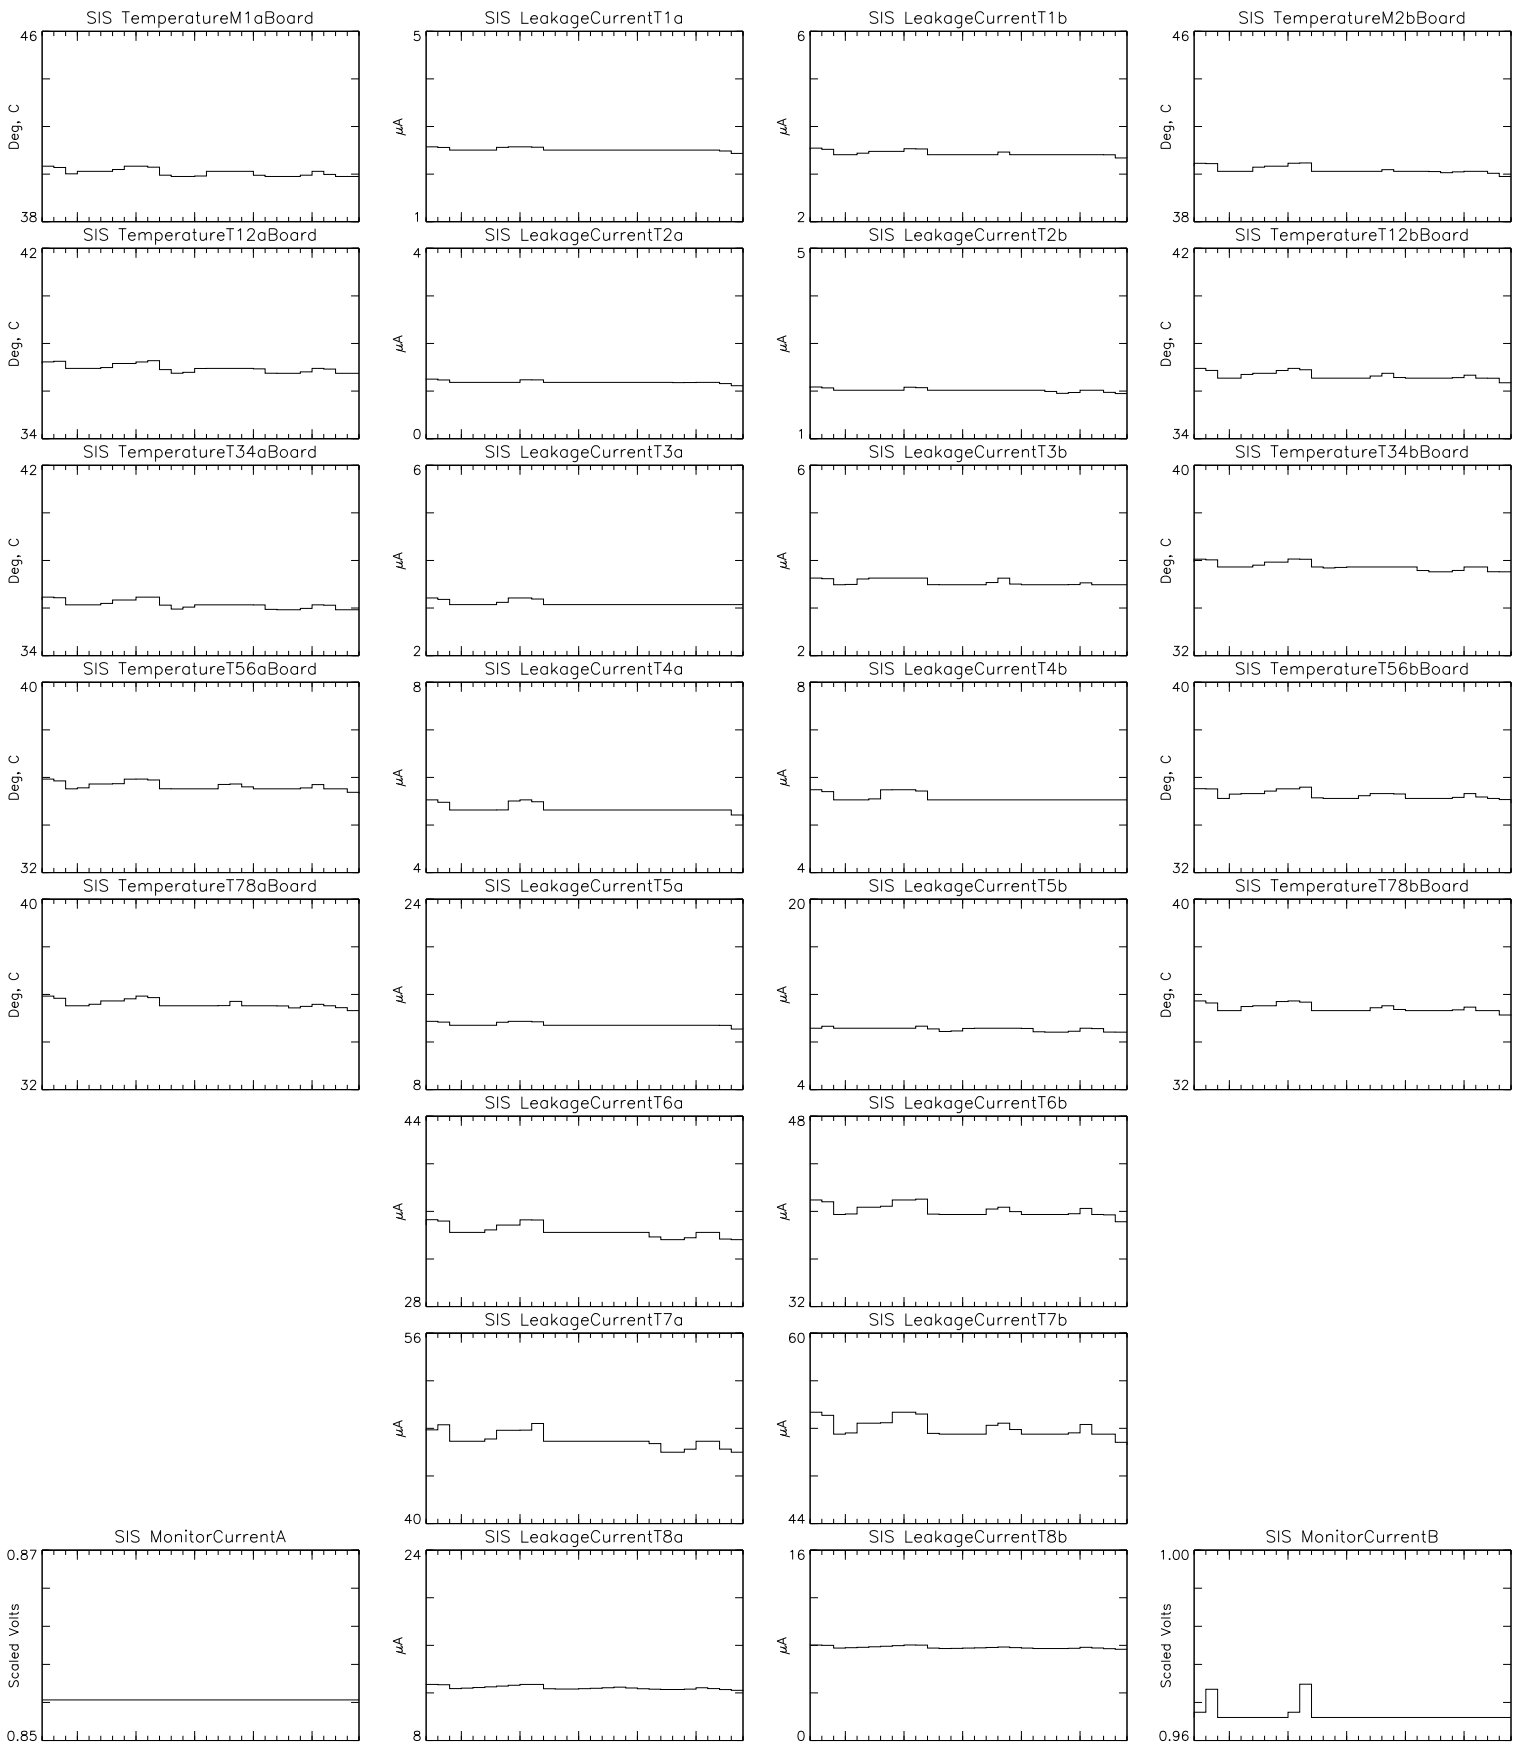 SIS TemperatureM1aBoard
46
Deg, C
38
SIS LeakageCurrentT1a
5
μA
1
SIS LeakageCurrentT1b
6
μA
2
SIS TemperatureM2bBoard
46
Deg, C
38
SIS TemperatureT12aBoard
42
Deg, C
34
SIS LeakageCurrentT2a
4
μA
0
SIS LeakageCurrentT2b
5
μA
1
SIS TemperatureT12bBoard
42
Deg, C
34
SIS TemperatureT34aBoard
42
Deg, C
34
SIS LeakageCurrentT3a
6
μA
2
SIS LeakageCurrentT3b
6
μA
2
SIS TemperatureT34bBoard
40
Deg, C
32
SIS TemperatureT56aBoard
40
Deg, C
32
SIS LeakageCurrentT4a
8
μA
4
SIS LeakageCurrentT4b
8
μA
4
SIS TemperatureT56bBoard
40
Deg, C
32
SIS TemperatureT78aBoard
40
Deg, C
32
SIS LeakageCurrentT5a
24
μA
8
SIS LeakageCurrentT5b
20
μA
4
SIS TemperatureT78bBoard
40
Deg, C
32
SIS LeakageCurrentT6a
44
μA
28
SIS LeakageCurrentT6b
48
μA
32
SIS LeakageCurrentT7a
56
μA
40
SIS LeakageCurrentT7b
60
μA
44
SIS MonitorCurrentA
0.87
Scaled Volts
0.85
SIS LeakageCurrentT8a
24
μA
8
SIS LeakageCurrentT8b
16
μA
0
SIS MonitorCurrentB
1.00
Scaled Volts
0.96